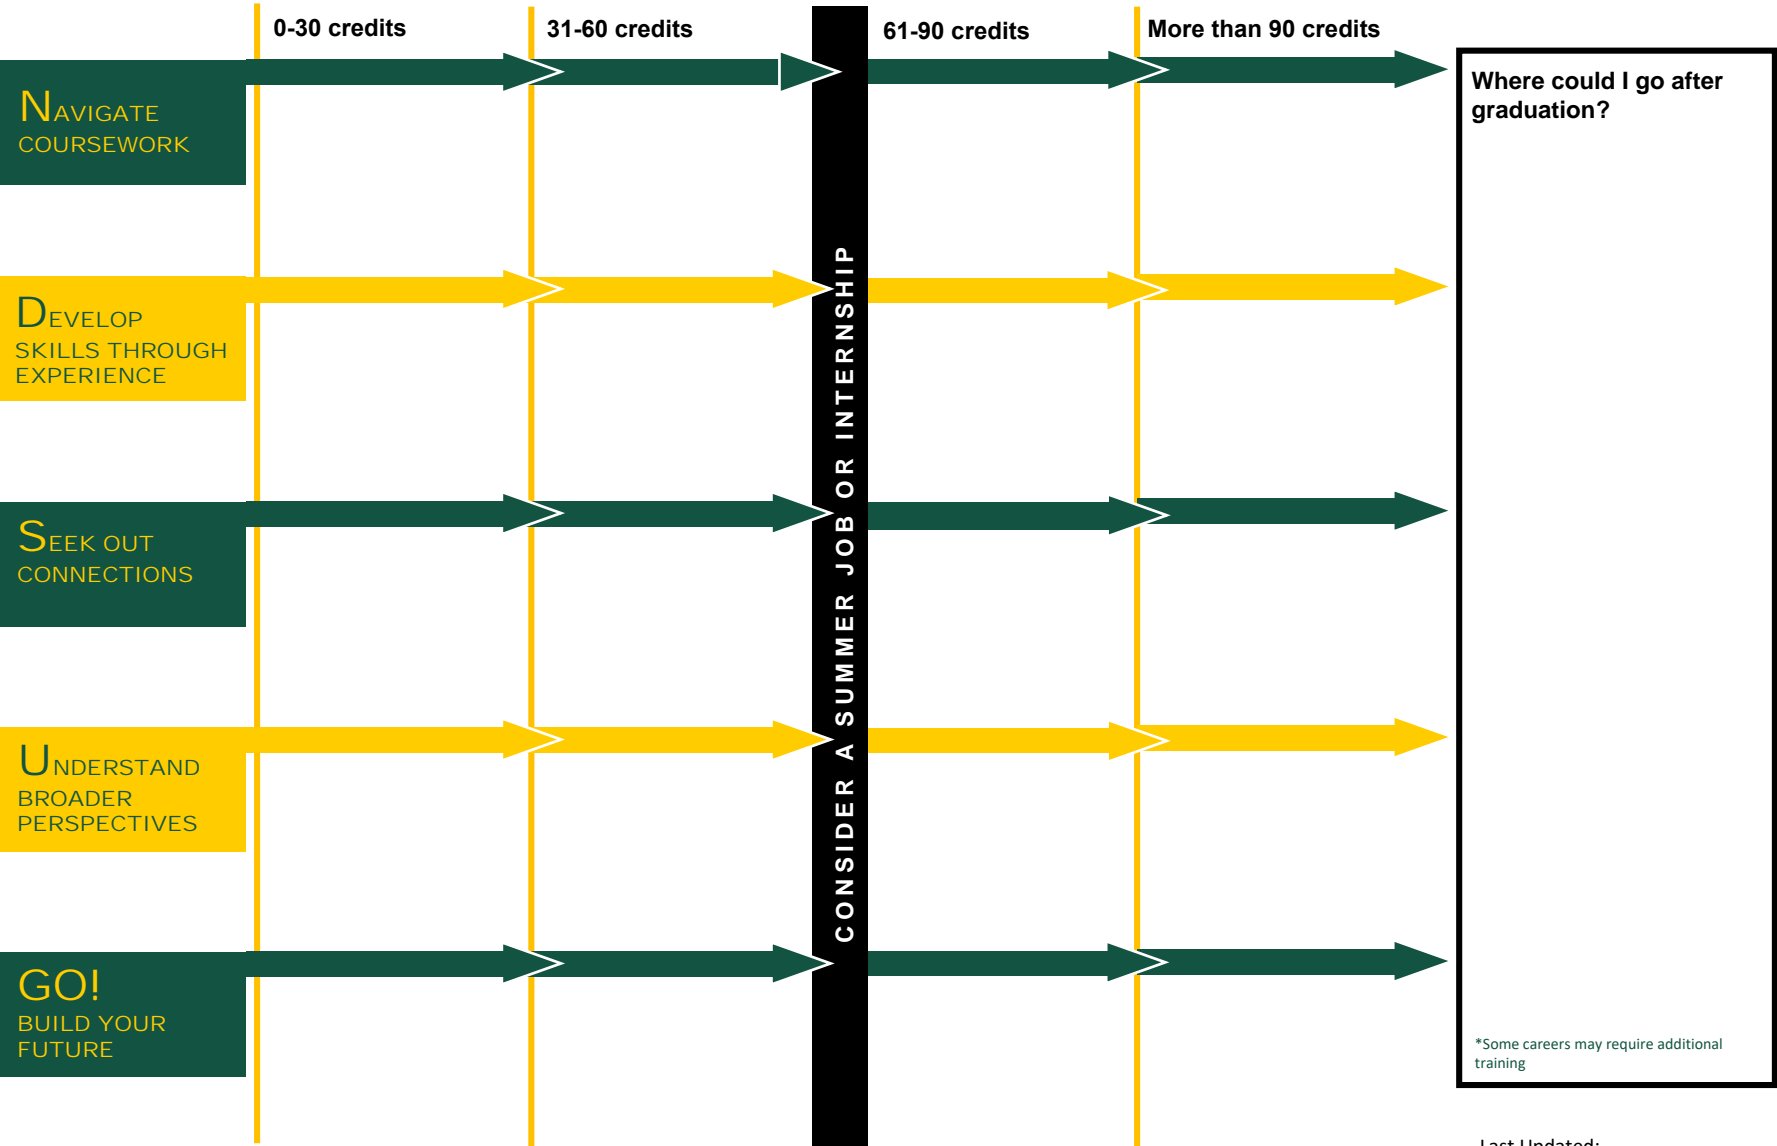 0-30 credits
31-60 credits
61-90 credits
More than 90 credits
NAVIGATE
COURSEWORK
DEVELOP
SKILLS THROUGH
EXPERIENCE
SEEK OUT
CONNECTIONS
UNDERSTAND
BROADER
PERSPECTIVES
GO!
BUILD YOUR
FUTURE
CONSIDER A SUMMER JOB OR INTERNSHIP
Where could I go after
graduation?
*Some careers may require additional
training
Last Updated: